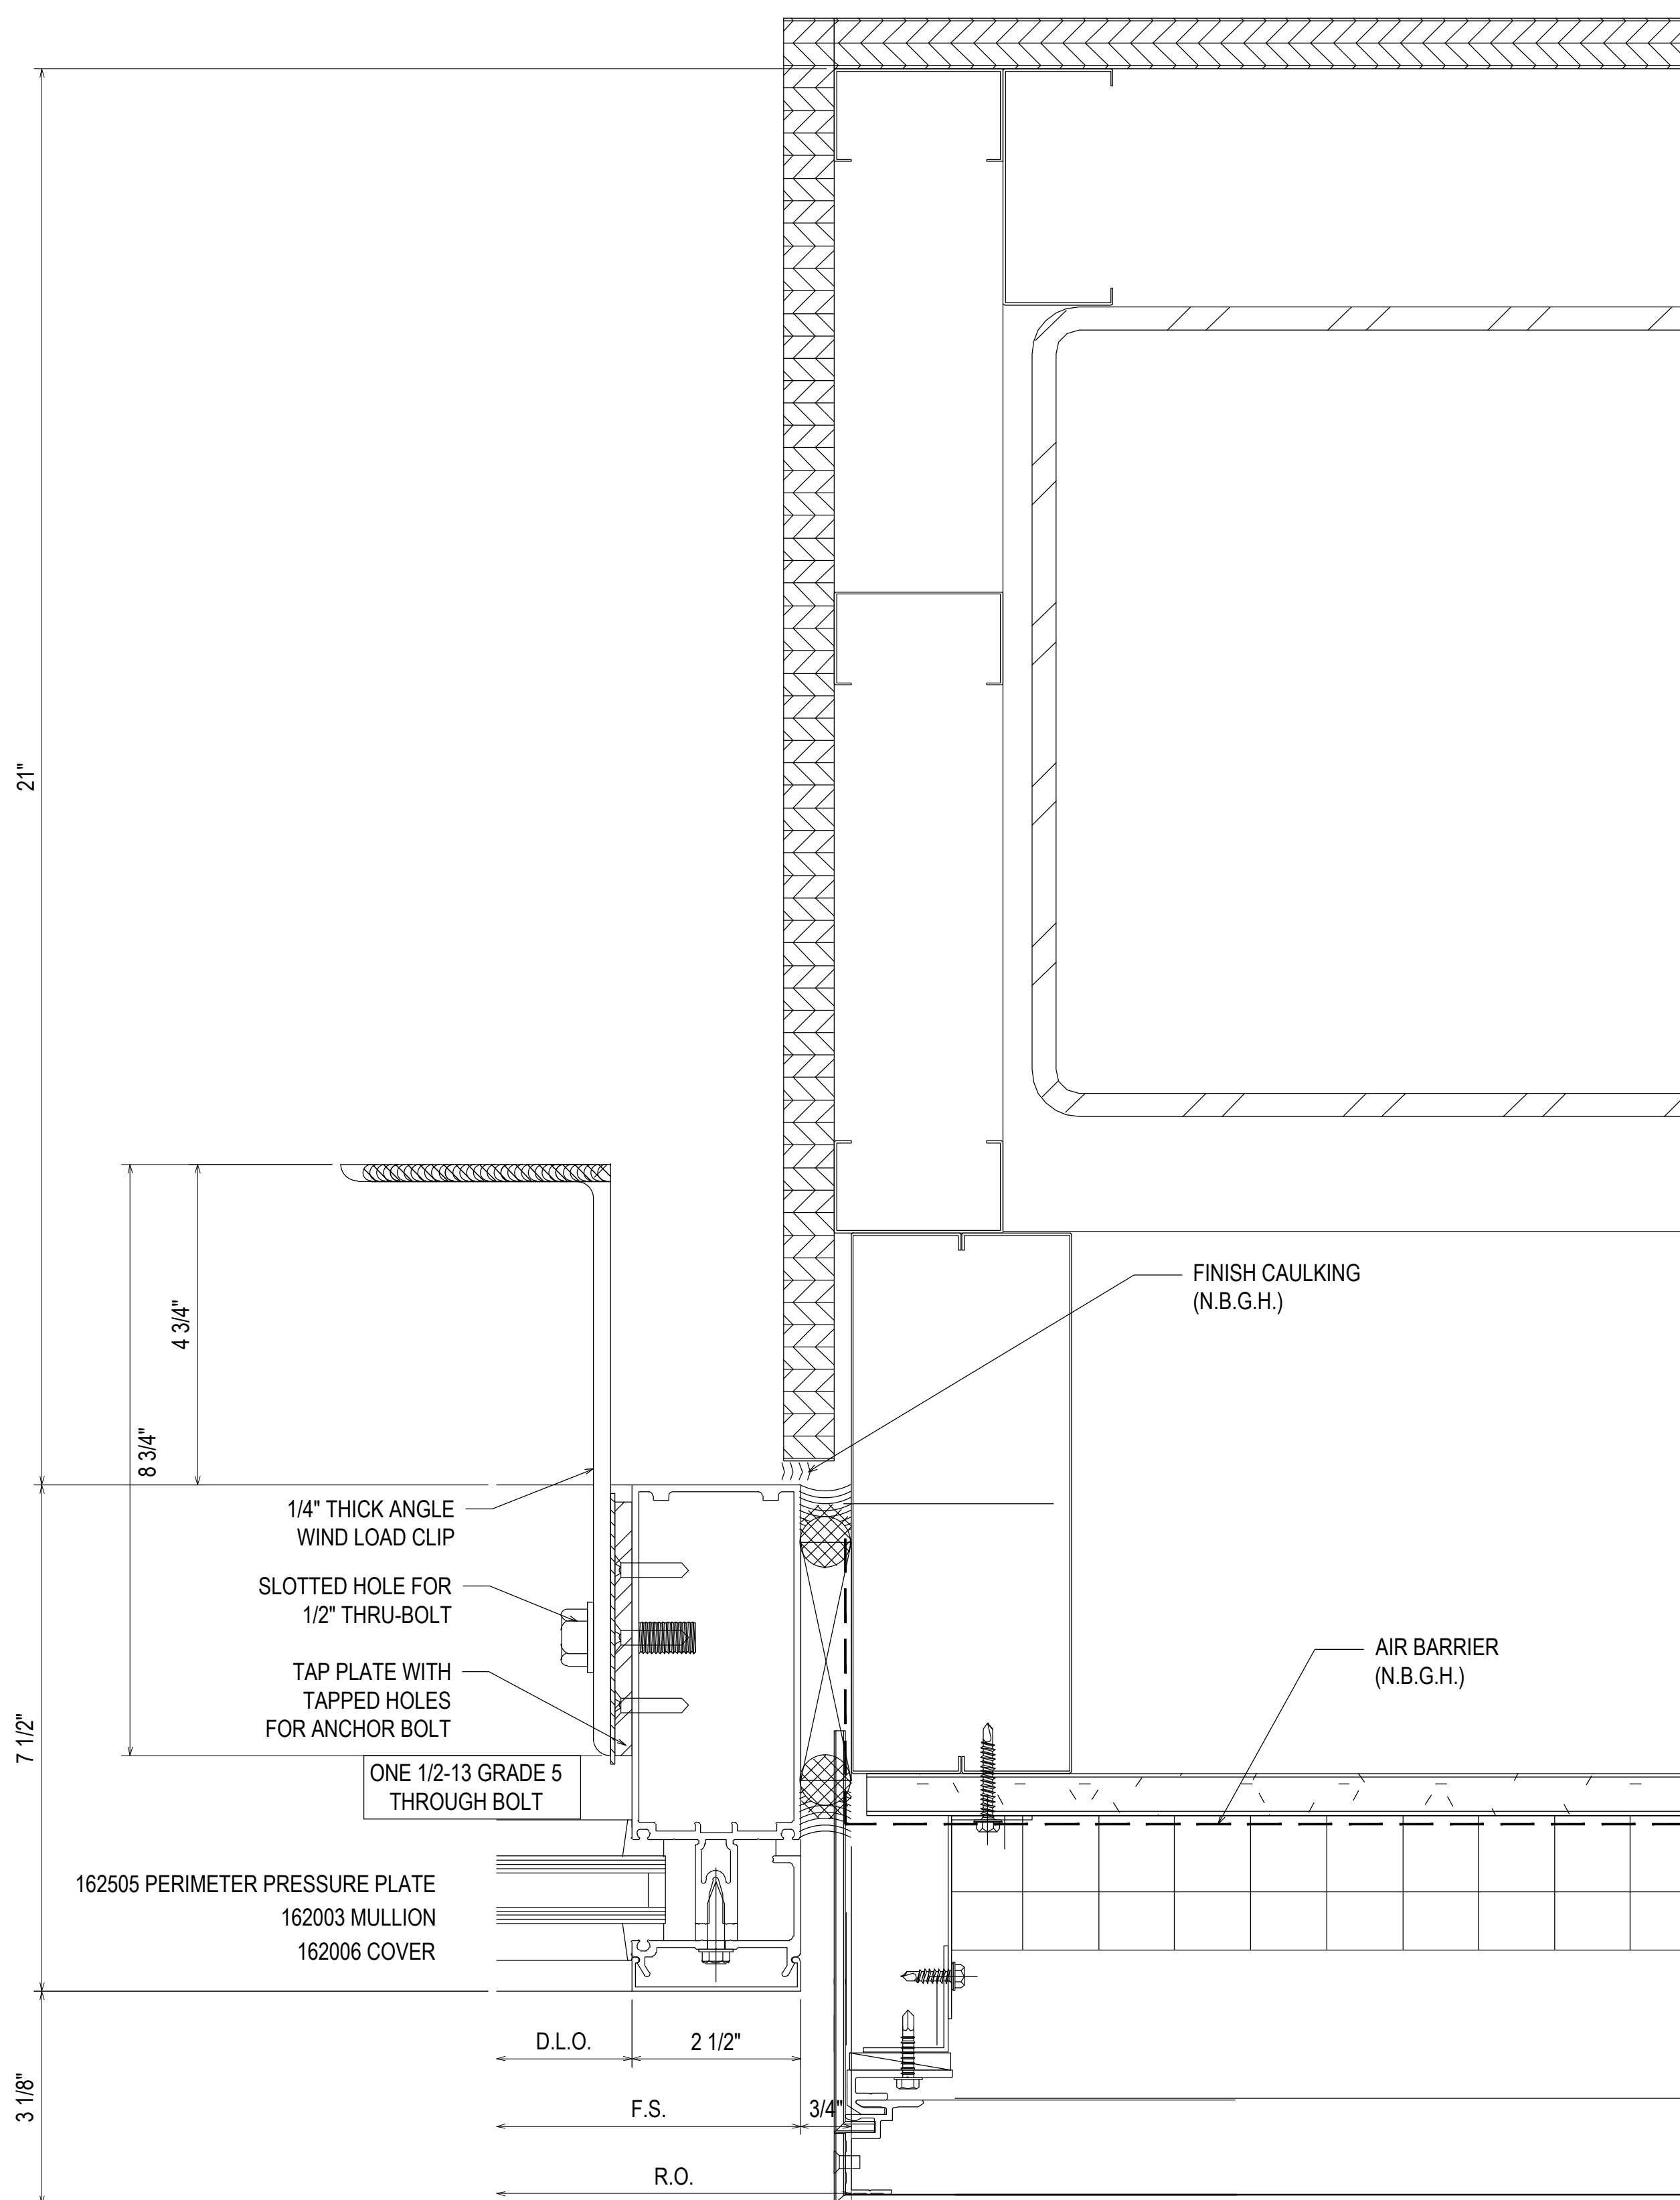 21"
4 3/4"
8 3/4"
FINISH CAULKING
(N.B.G.H.)
1/4" THICK ANGLE
WIND LOAD CLIP
SLOTTED HOLE FOR
1/2" THRU-BOLT
TAP PLATE WITH
TAPPED HOLES
FOR ANCHOR BOLT
AIR BARRIER
(N.B.G.H.)
7 1/2"
ONE 1/2-13 GRADE 5
THROUGH BOLT
162505 PERIMETER PRESSURE PLATE
162003 MULLION
162006 COVER
D.L.O.
2 1/2"
3 1/8"
F.S.
3/4"
R.O.